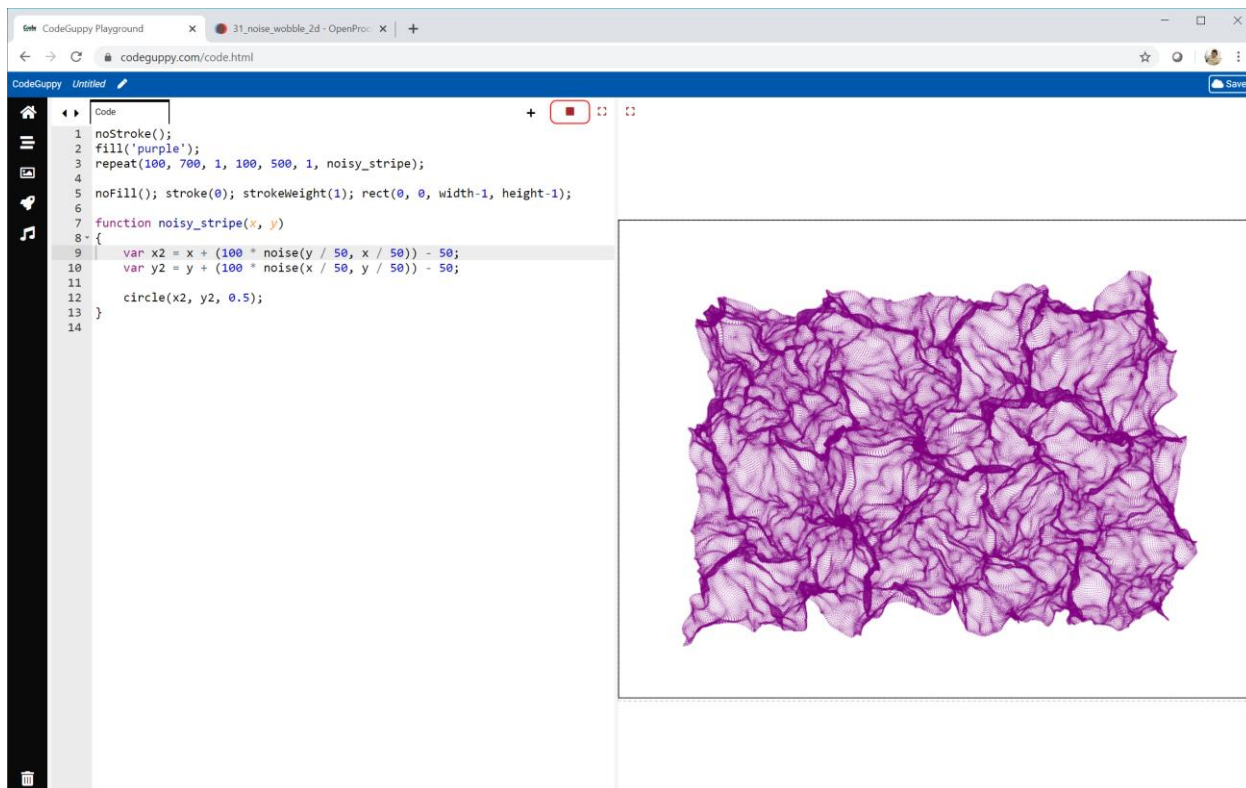 CodeGuppy Playground
31_noise_wobble_2d - OpenProc
codeguppy.com/code.html
CodeGuppy Untitled
Save
Code
1 noStroke();
2 fill('purple');
3 repeat(100, 700, 1, 100, 500, 1, noisy_stripe);
4
5 noFill(); stroke(0); strokeWeight(1); rect(0, 0, width-1, height-1);
6
7 function noisy_stripe(x, y)
8 {
9 var x2 = x + (100 * noise(y / 50, x / 50)) - 50;
10 var y2 = y + (100 * noise(x / 50, y / 50)) - 50;
11
12 circle(x2, y2, 0.5);
13 }
14